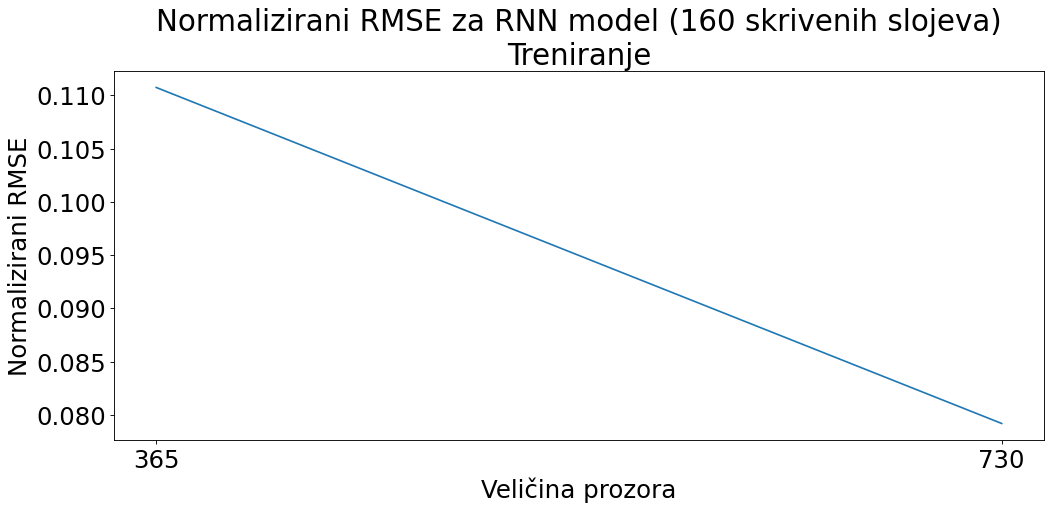 Normalizirani RMSE za RNN model (160 skrivenih slojeva)
Treniranje
Normalizirani RMSE
0.110
0.105
0.100
0.095
0.090
0.085
0.080
365
730
Veličina prozora